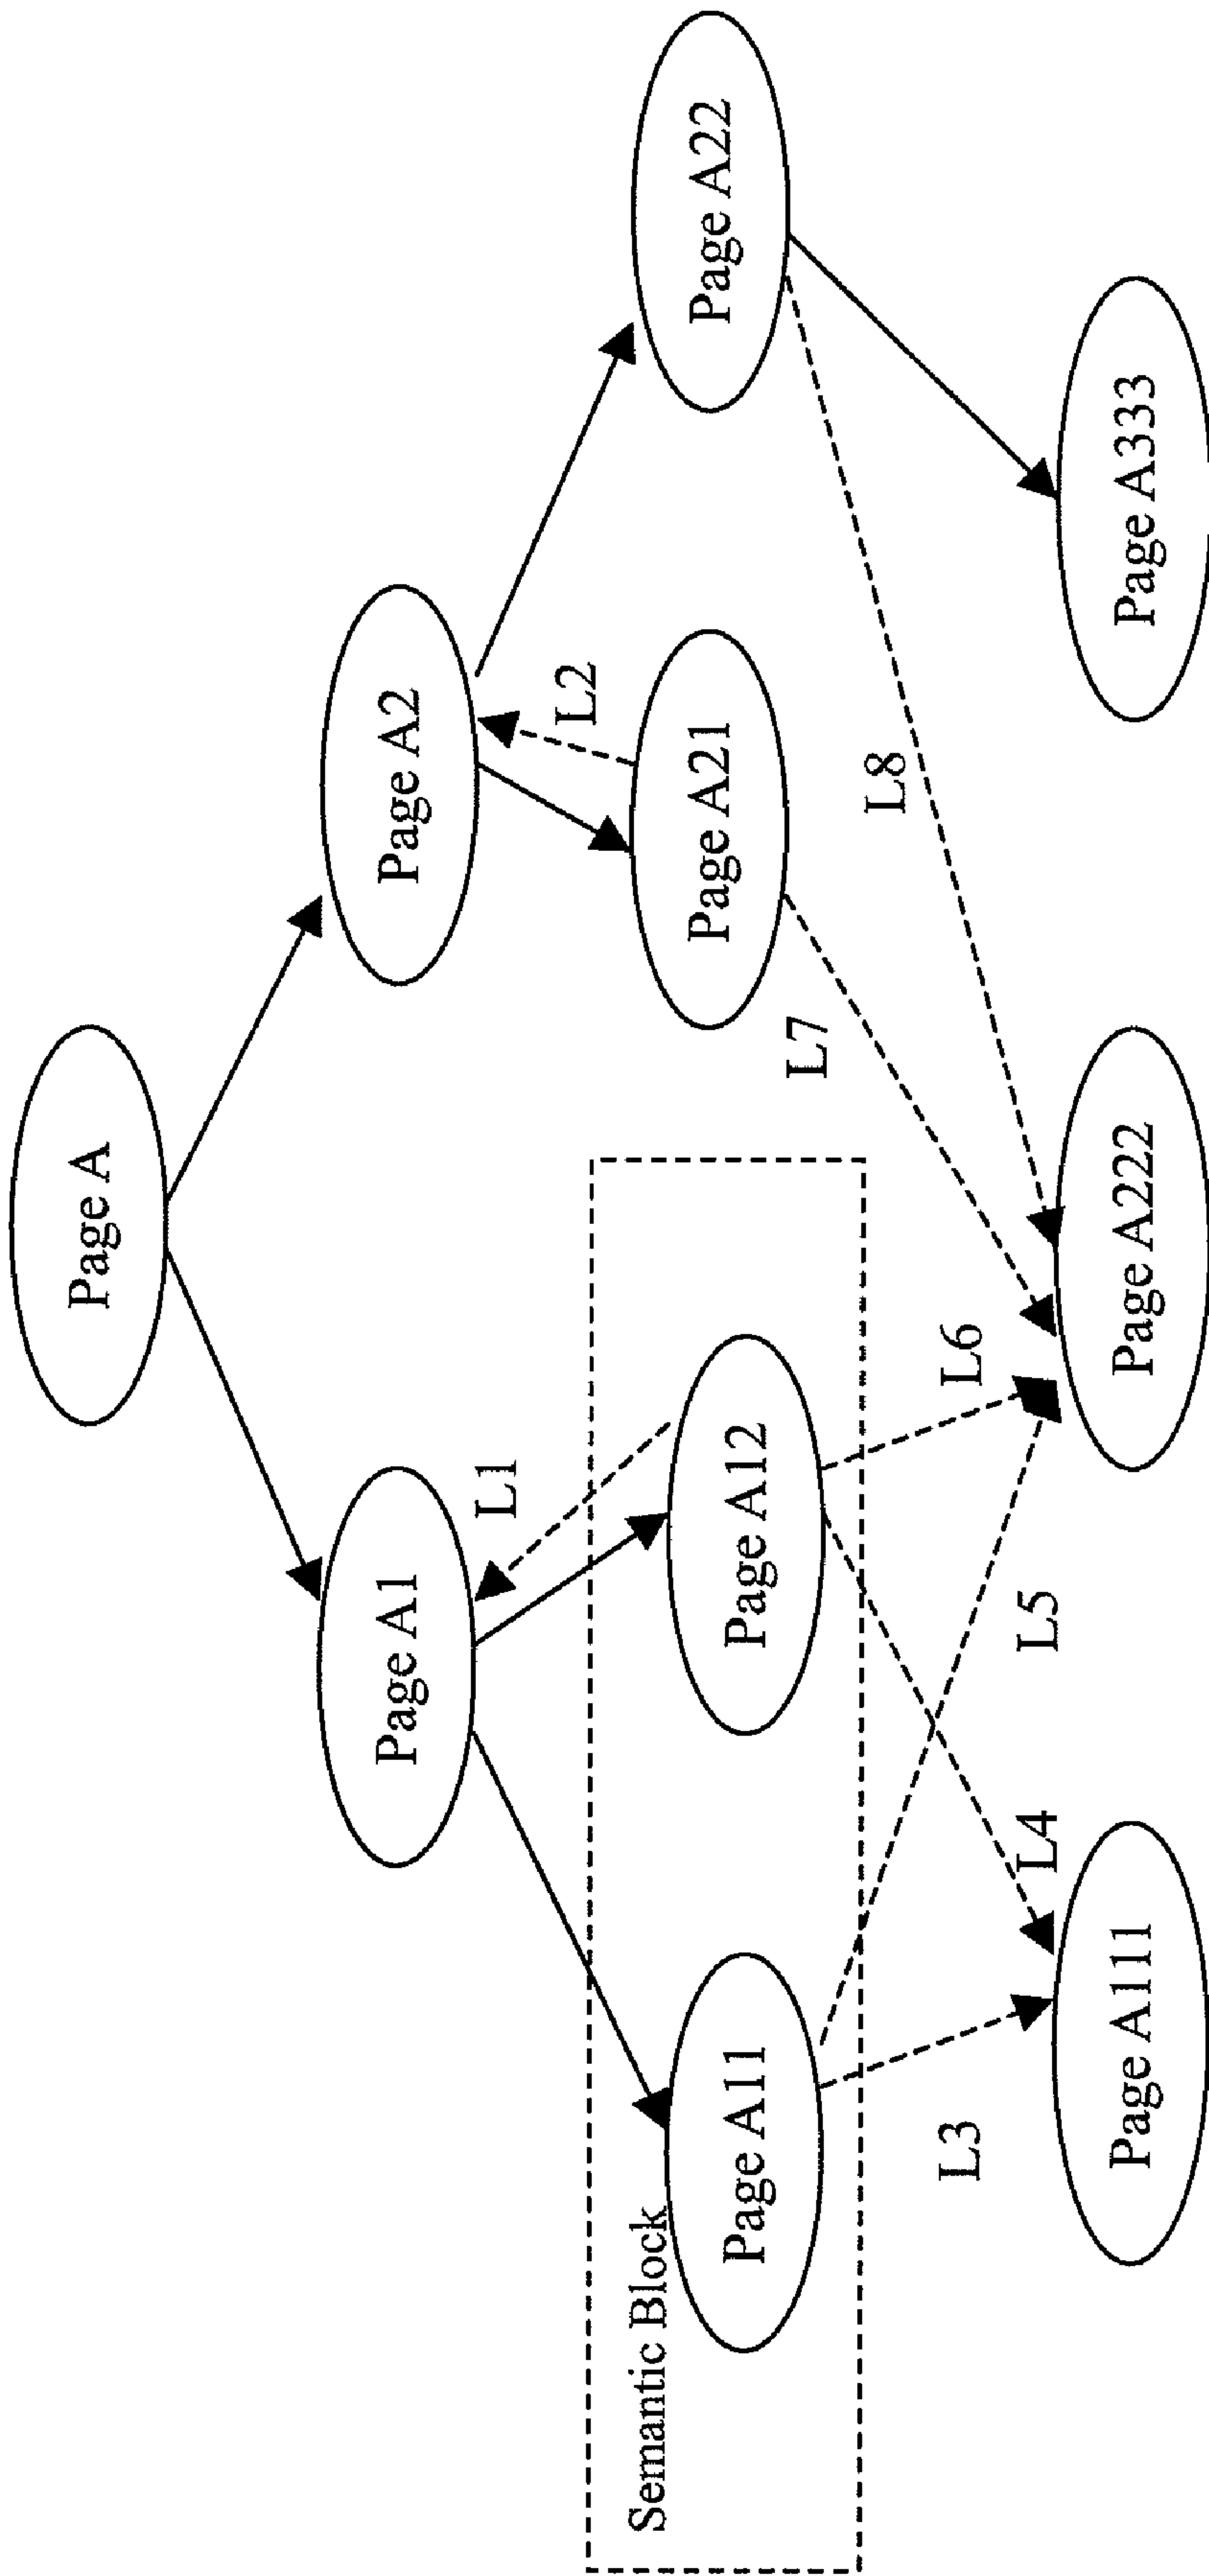 Page A
Page A1
Page A2
L1
L2
Semantic Block
Page A11
Page A12
Page A21
Page A22
L3
L4
L5
L6
L7
L8
Page A111
Page A222
Page A333